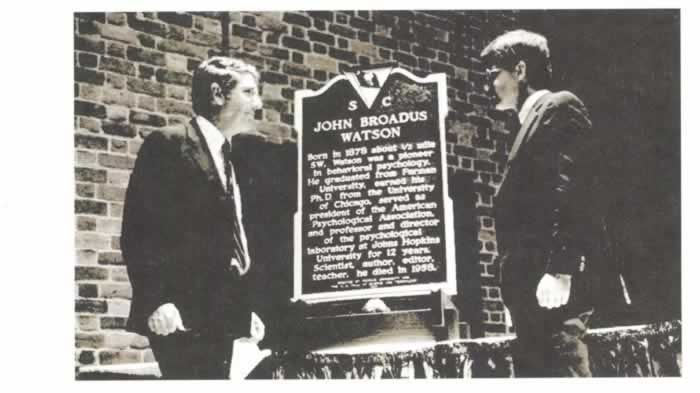 S C
JOHN BROADUS
WATSON
Born in 1878 about 1/2 mile
SW, Watson was a pioneer
in behavioral psychology.
He graduated from Furman
University, earned his
Ph.D. from the University
of Chicago, served as
president of the American
Psychological Association,
and professor and director
of the psychological
laboratory at Johns Hopkins
University for 12 years.
Scientist, author, editor,
teacher, he died in 1958.